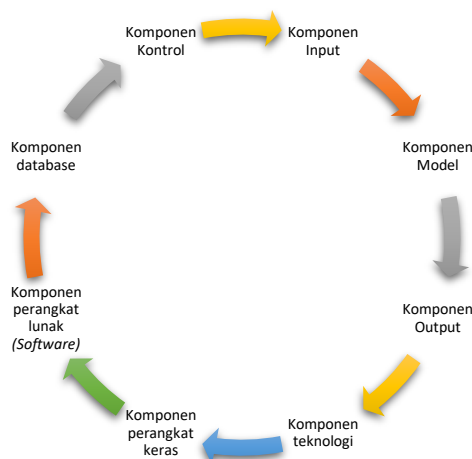 Komponen
Kontrol
Komponen
Input
Komponen
Model
Komponen
Output
Komponen
teknologi
Komponen
perangkat
keras
Komponen
perangkat
lunak
(Software)
Komponen
database